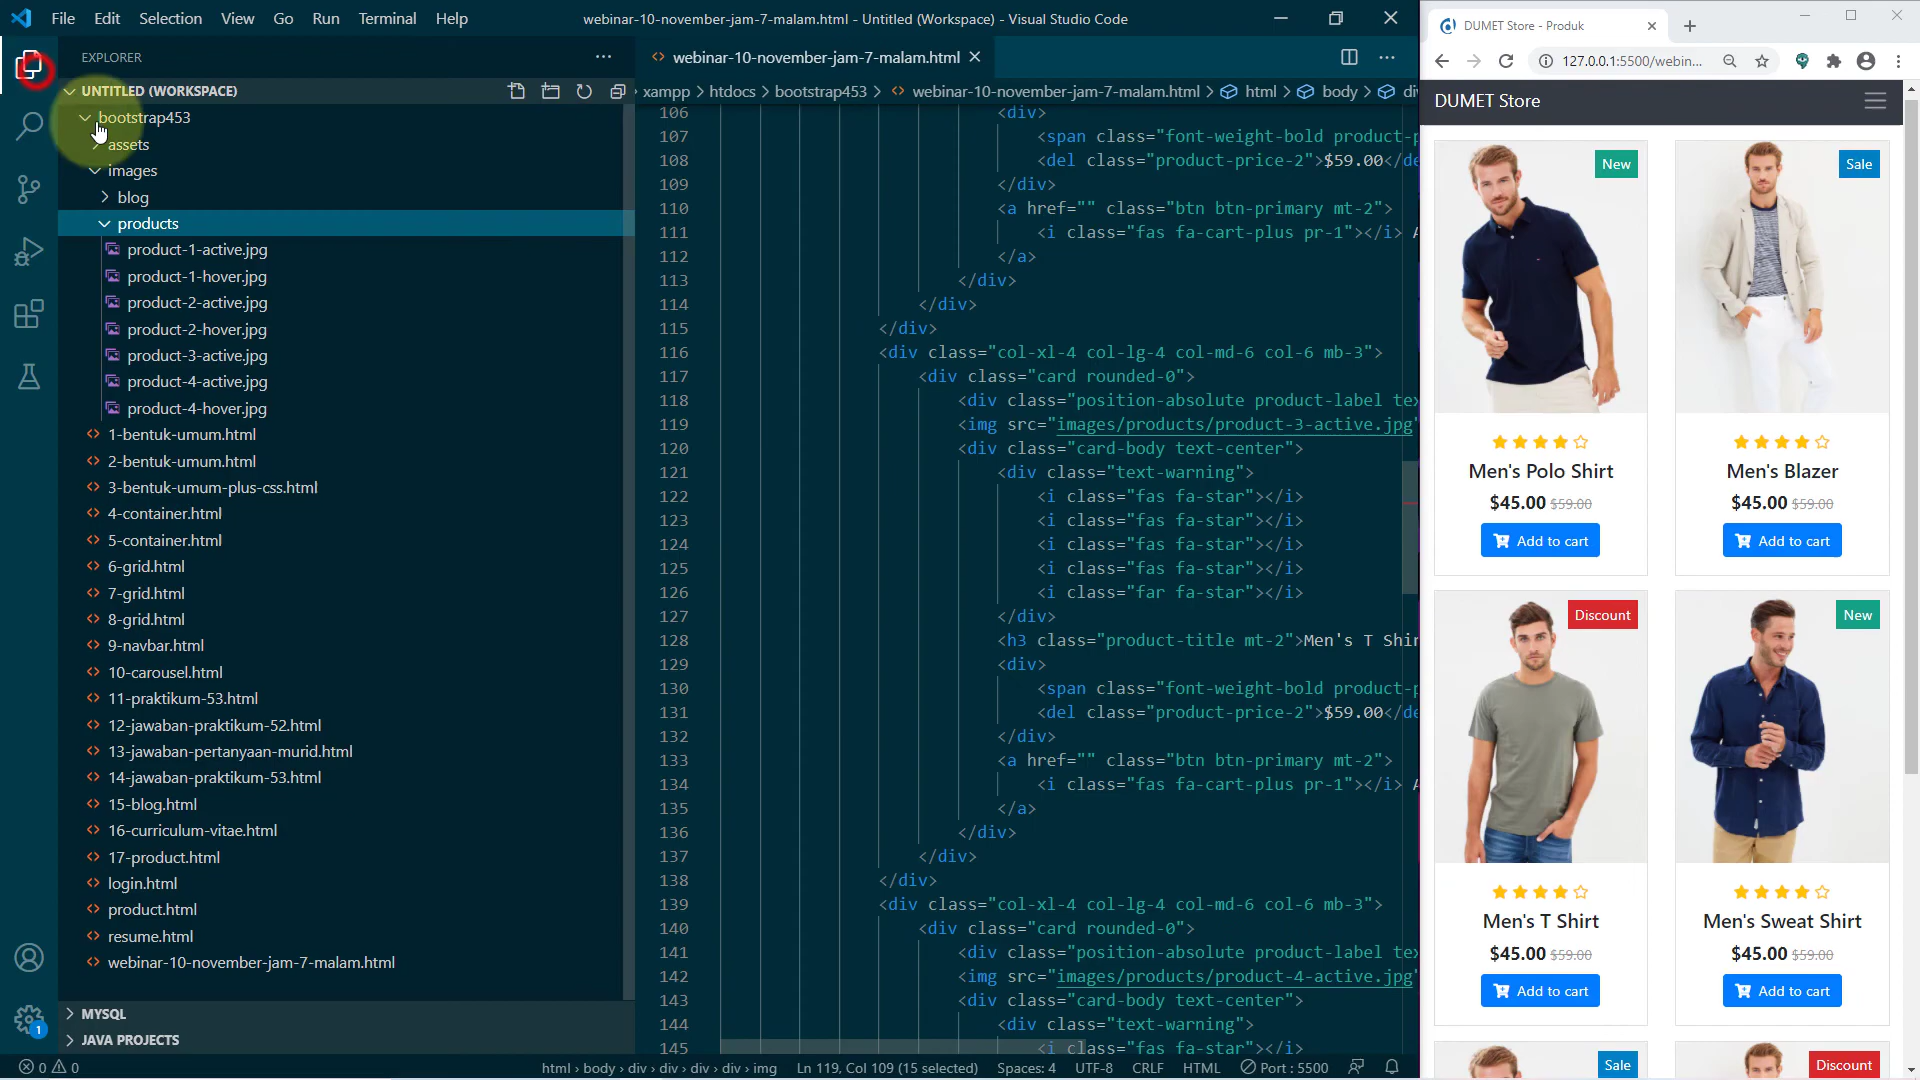 File Edit Selection View Go Run Terminal Help
webinar-10-november-jam-7-malam.html - Untitled (Workspace) - Visual Studio Code
EXPLORER
UNTITLED (WORKSPACE)
bootstrap453
assets
images
blog
products
product-1-active.jpg
product-1-hover.jpg
product-2-active.jpg
product-2-hover.jpg
product-3-active.jpg
product-4-active.jpg
product-4-hover.jpg
1-bentuk-umum.html
2-bentuk-umum.html
3-bentuk-umum-plus-css.html
4-container.html
5-container.html
6-grid.html
7-grid.html
8-grid.html
9-navbar.html
10-carousel.html
11-praktikum-53.html
12-jawaban-praktikum-52.html
13-jawaban-pertanyaan-murid.html
14-jawaban-praktikum-53.html
15-blog.html
16-curriculum-vitae.html
17-product.html
login.html
product.html
resume.html
webinar-10-november-jam-7-malam.html
MYSQL
JAVA PROJECTS
1
webinar-10-november-jam-7-malam.html
xampp > htdocs > bootstrap453 > webinar-10-november-jam-7-malam.html > html > body > di
106 <div>
107 <span class="font-weight-bold product-p
108 <del class="product-price-2">$59.00</de
109 </div>
110 <a href="" class="btn btn-primary mt-2">
111 <i class="fas fa-cart-plus pr-1"></i> A
112 </a>
113 </div>
114 </div>
115 </div>
116 <div class="col-xl-4 col-lg-4 col-md-6 col-6 mb-3">
117 <div class="card rounded-0">
118 <div class="position-absolute product-label tex
119 <img src="images/products/product-3-active.jpg"
120 <div class="card-body text-center">
121 <div class="text-warning">
122 <i class="fas fa-star"></i>
123 <i class="fas fa-star"></i>
124 <i class="fas fa-star"></i>
125 <i class="fas fa-star"></i>
126 <i class="far fa-star"></i>
127 </div>
128 <h3 class="product-title mt-2">Men's T Shir
129 <div>
130 <span class="font-weight-bold product-p
131 <del class="product-price-2">$59.00</de
132 </div>
133 <a href="" class="btn btn-primary mt-2">
134 <i class="fas fa-cart-plus pr-1"></i> A
135 </a>
136 </div>
137 </div>
138 </div>
139 <div class="col-xl-4 col-lg-4 col-md-6 col-6 mb-3">
140 <div class="card rounded-0">
141 <div class="position-absolute product-label tex
142 <img src="images/products/product-4-active.jpg"
143 <div class="card-body text-center">
144 <div class="text-warning">
145 <i class="fas fa-star"></i>
0 0
html › body › div › div › div › div › img Ln 119, Col 109 (15 selected) Spaces: 4 UTF-8 CRLF HTML Port : 5500
DUMET Store - Produk
127.0.0.1:5500/webin...
DUMET Store
New
Men's Polo Shirt
$45.00 $59.00
Add to cart
Sale
Men's Blazer
$45.00 $59.00
Add to cart
Discount
Men's T Shirt
$45.00 $59.00
Add to cart
New
Men's Sweat Shirt
$45.00 $59.00
Add to cart
Sale
Discount